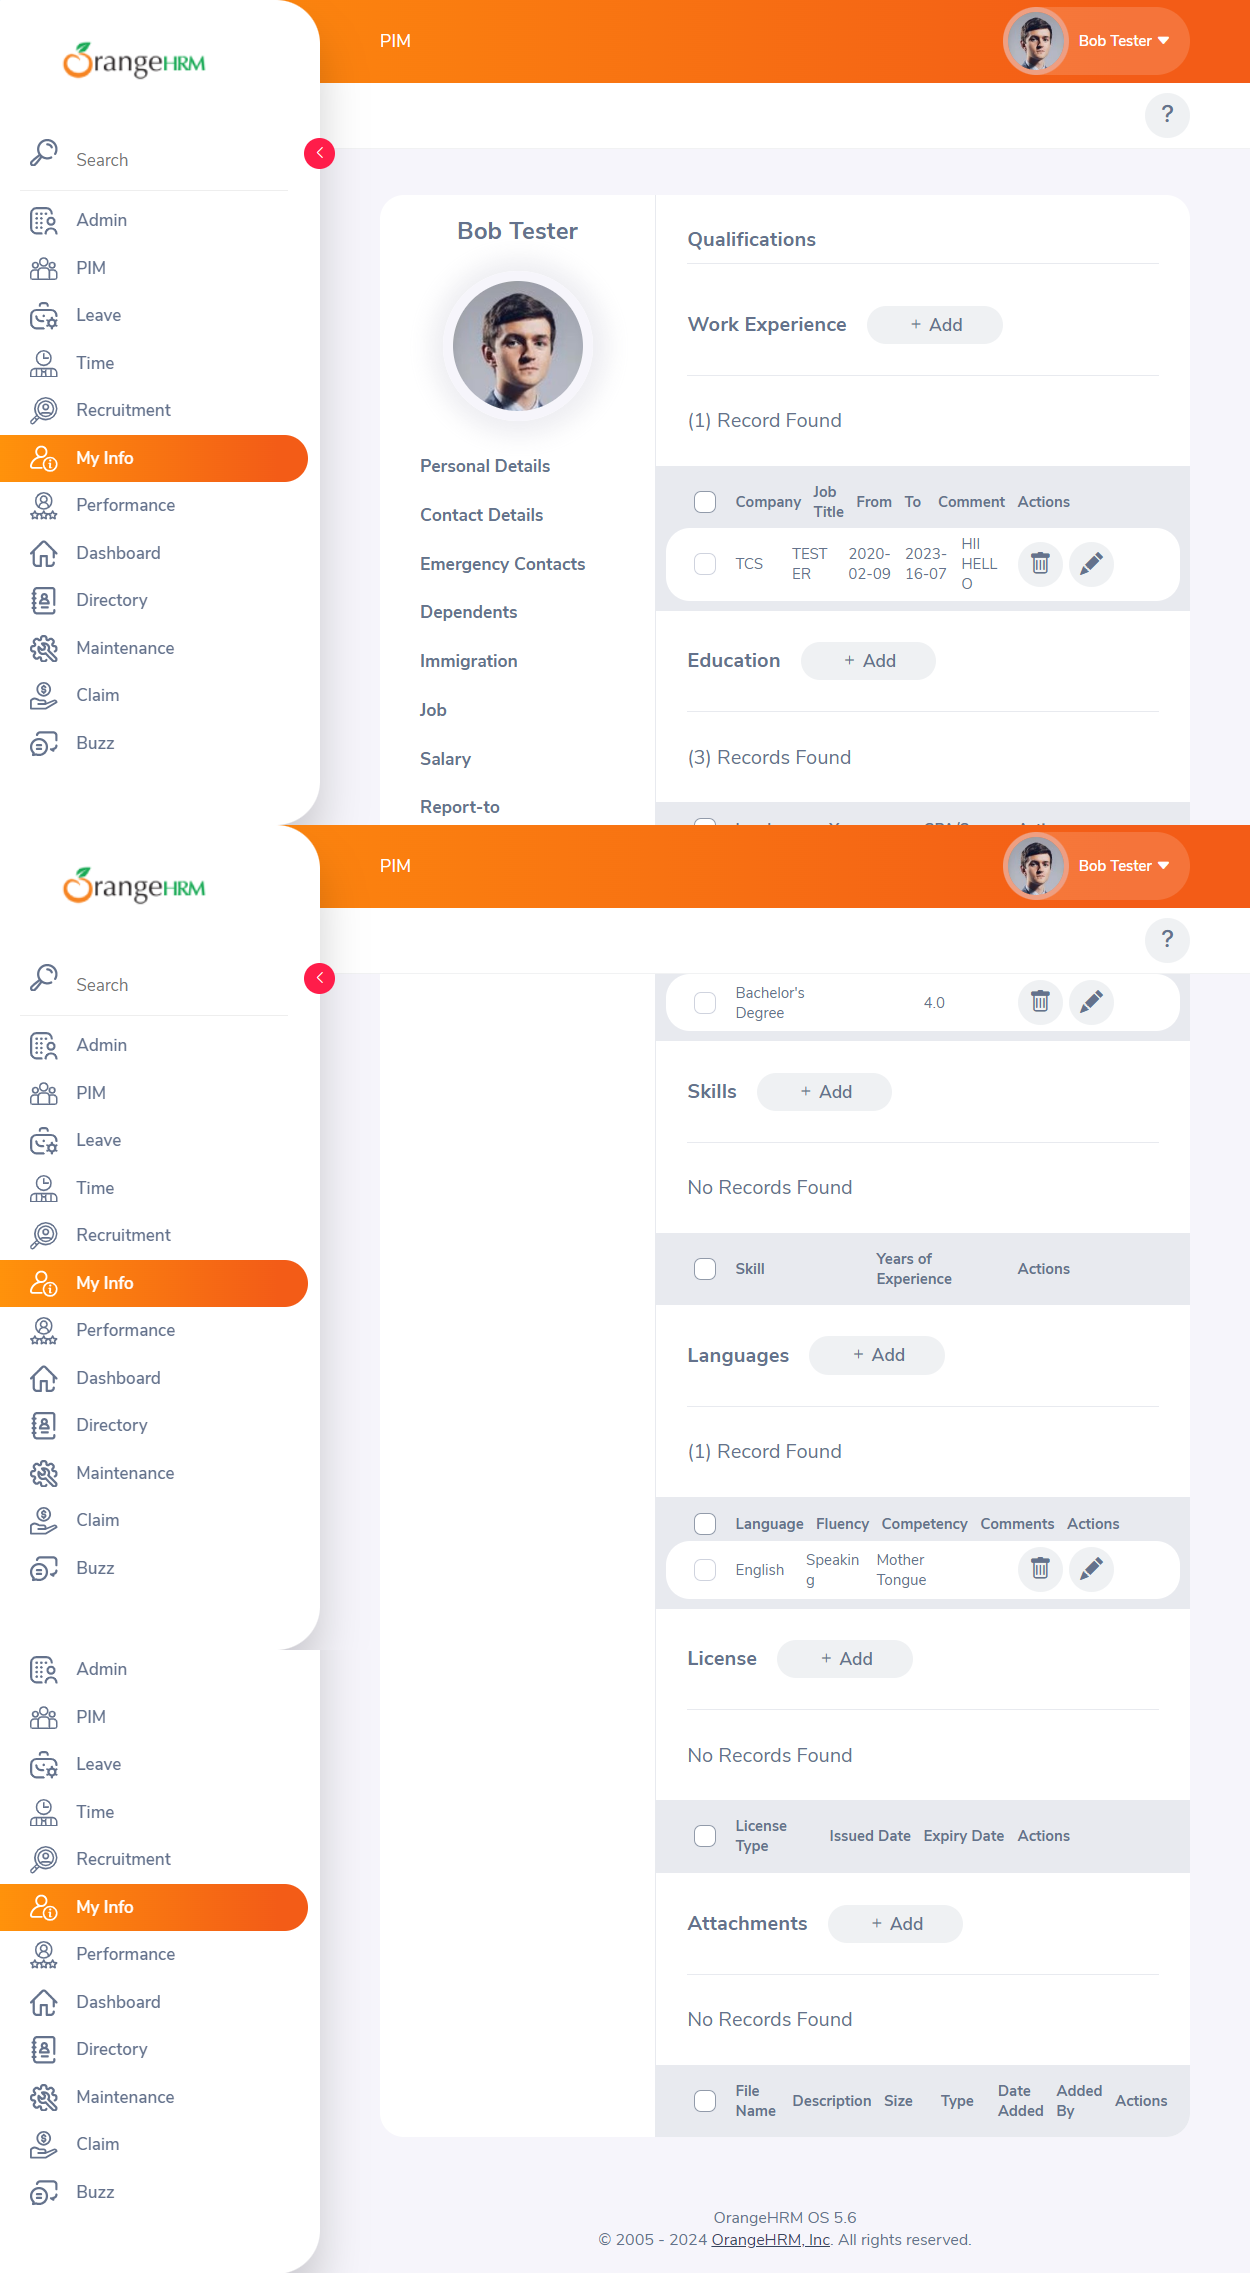 OrangeHRM
PIM
Bob Tester
?
Search
Admin
PIM
Leave
Time
Recruitment
My Info
Performance
Dashboard
Directory
Maintenance
Claim
Buzz
Bob Tester
Personal Details
Contact Details
Emergency Contacts
Dependents
Immigration
Job
Salary
Report-to
Qualifications
Work Experience
+ Add
(1) Record Found
Company Job Title From To Comment Actions
TCS TEST 2020- 2023- HII
ER 02-09 16-07 HELL
O
Education
+ Add
(3) Records Found
OrangeHRM
PIM
Bob Tester
?
Search
Admin
PIM
Leave
Time
Recruitment
My Info
Performance
Dashboard
Directory
Maintenance
Claim
Buzz
Bachelor's
Degree
4.0
Skills
+ Add
No Records Found
Skill Years of Experience Actions
Languages
+ Add
(1) Record Found
Language Fluency Competency Comments Actions
English Speakin Mother
g Tongue
Admin
PIM
Leave
Time
Recruitment
My Info
Performance
Dashboard
Directory
Maintenance
Claim
Buzz
License
+ Add
No Records Found
License Type Issued Date Expiry Date Actions
Attachments
+ Add
No Records Found
File Name Description Size Type Date Added Added By Actions
OrangeHRM OS 5.6
© 2005 - 2024 OrangeHRM, Inc. All rights reserved.